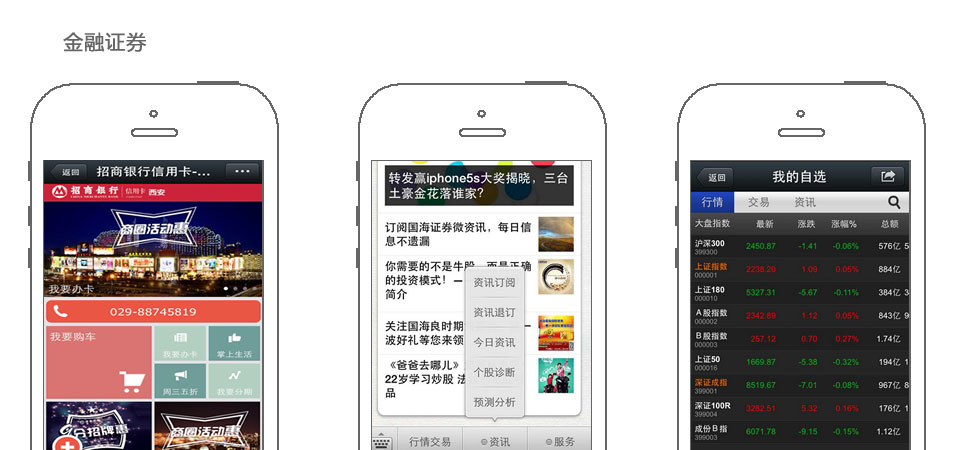 金融证券
返回
招商银行信用卡-...
招商银行
CHINA MERCHANTS BANK
信用卡
西安
商圈活动惠
我要办卡
029-88745819
我要购车
我要办卡
掌上生活
周三五折
我要分期
分招牌惠
商圈活动惠
转发赢iphone5s大奖揭晓，三台
土豪金花落谁家？
订阅国海证券微资讯，每日信
息不遗漏
你需要的不是牛股，而是正确
的投资模式！—
简介
关注国海良时期
一
波好礼等您来领
《爸爸去哪儿》
22岁学习炒股 法
品
资讯订阅
资讯退订
今日资讯
个股诊断
预测分析
行情交易
资讯
服务
返回
我的自选
行情
交易
资讯
大盘指数 最新 涨跌 涨幅% 总额
沪深300 2450.87 -1.41 -0.06% 576亿 5
399300
上证指数 2238.20 1.09 0.05% 884亿
000001
上证180 5327.31 -5.67 -0.11% 384亿 3
000010
A股指数 2342.89 1.12 0.05% 843亿 9
000002
B股指数 257.12 0.70 0.27% 1.74亿
000003
上证50 1669.87 -5.38 -0.32% 194亿 1
000016
深证成指 8519.67 -7.01 -0.08% 967亿 8
399001
深证100R 3282.51 5.32 0.16% 176亿 1
399004
成份B指 6071.78 -9.15 -0.15% 1.12亿
399003